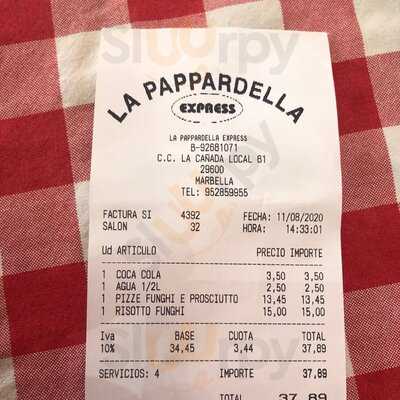 Sluurpy
LA PAPPARDELLA
EXPRESS
LA PAPPARDELLA EXPRESS
B-92681071
C.C. LA CAÑADA LOCAL 61
29600
MARBELLA
TEL: 952859955
FACTURA SI 4392 FECHA: 11/08/2020
SALON 32 HORA: 14:33:01
Ud ARTICULO PRECIO IMPORTE
1 COCA COLA 3,50 3,50
1 AGUA 1/2L 2,50 2,50
1 PIZZE FUNGHI E PROSCIUTTO 13,45 13,45
1 RISOTTO FUNGHI 15,00 15,00
Iva BASE CUOTA TOTAL
10% 34,45 3,44 37,89
SERVICIOS: 4 IMPORTE 37,89
TOTAL 37,89